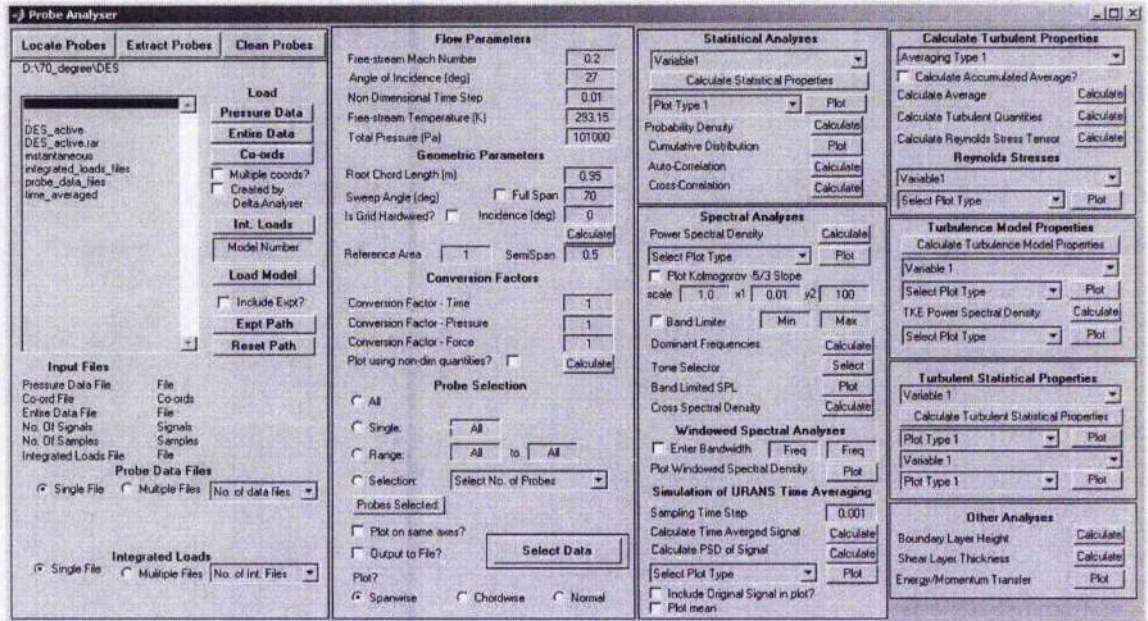 Probe Analyser
Locate Probes Extract Probes Clean Probes
D:\70_degree\DES
..
DES_active
DES_active.rar
instantaneous
integrated_loads_files
probe_data_files
time_averaged
Load
Pressure Data
Entire Data
Co-ords
Multiple coords?
Created by
Delta Analyser
Int. Loads
Model Number
Load Model
Include Expt?
Expt Path
Reset Path
Input Files
Pressure Data File File
Co-ord File Co-ords
Entire Data File File
No. Of Signals Signals
No. Of Samples Samples
Integrated Loads File File
Probe Data Files
Single File Multiple Files No. of data files
Integrated Loads
Single File Multiple Files No. of Int. Files
Flow Parameters
Free-stream Mach Number 0.2
Angle of Incidence (deg) 27
Non Dimensional Time Step 0.01
Free-stream Temperature (K) 293.15
Total Pressure (Pa) 101000
Geometric Parameters
Root Chord Length (m) 0.95
Sweep Angle (deg) Full Span 70
Is Grid Hardwired? Incidence (deg) 0
Calculate
Reference Area 1 SemiSpan 0.5
Conversion Factors
Conversion Factor - Time 1
Conversion Factor - Pressure 1
Conversion Factor - Force 1
Plot using non-dim quantities? Calculate
Probe Selection
All
Single: All
Range: All to All
Selection: Select No. of Probes
Probes Selected:
Plot on same axes?
Output to File? Select Data
Plot?
Spanwise Chordwise Normal
Statistical Analyses
Variable1
Calculate Statistical Properties
Plot Type 1 Plot
Probability Density Calculate
Cumulative Distribution Plot
Auto-Correlation Calculate
Cross-Correlation Calculate
Spectral Analyses
Power Spectral Density Calculate
Select Plot Type Plot
Plot Kolmogorov -5/3 Slope
scale 1.0 x1 0.01 y2 100
Band Limiter Min Max
Dominant Frequencies Calculate
Tone Selector Select
Band Limited SPL Plot
Cross Spectral Density Calculate
Windowed Spectral Analyses
Enter Bandwidth Freq Freq
Plot Windowed Spectral Density Plot
Simulation of URANS Time Averaging
Sampling Time Step 0.001
Calculate Time Averged Signal Calculate
Calculate PSD of Signal Calculate
Select Plot Type Plot
Include Original Signal in plot?
Plot mean
Calculate Turbulent Properties
Averaging Type 1
Calculate Accumulated Average?
Calculate Average Calculate
Calculate Turbulent Quantities Calculate
Calculate Reynolds Stress Tensor Calculate
Reynolds Stresses
Variable1
Select Plot Type Plot
Turbulence Model Properties
Calculate Turbulence Model Properties
Variable 1
Select Plot Type Plot
TKE Power Spectral Density Calculate
Select Plot Type Plot
Turbulent Statistical Properties
Variable 1
Calculate Turbulent Statistical Properties
Plot Type 1 Plot
Variable 1
Plot Type 1 Plot
Other Analyses
Boundary Layer Height Calculate
Shear Layer Thickness Calculate
Energy/Momentum Transfer Plot